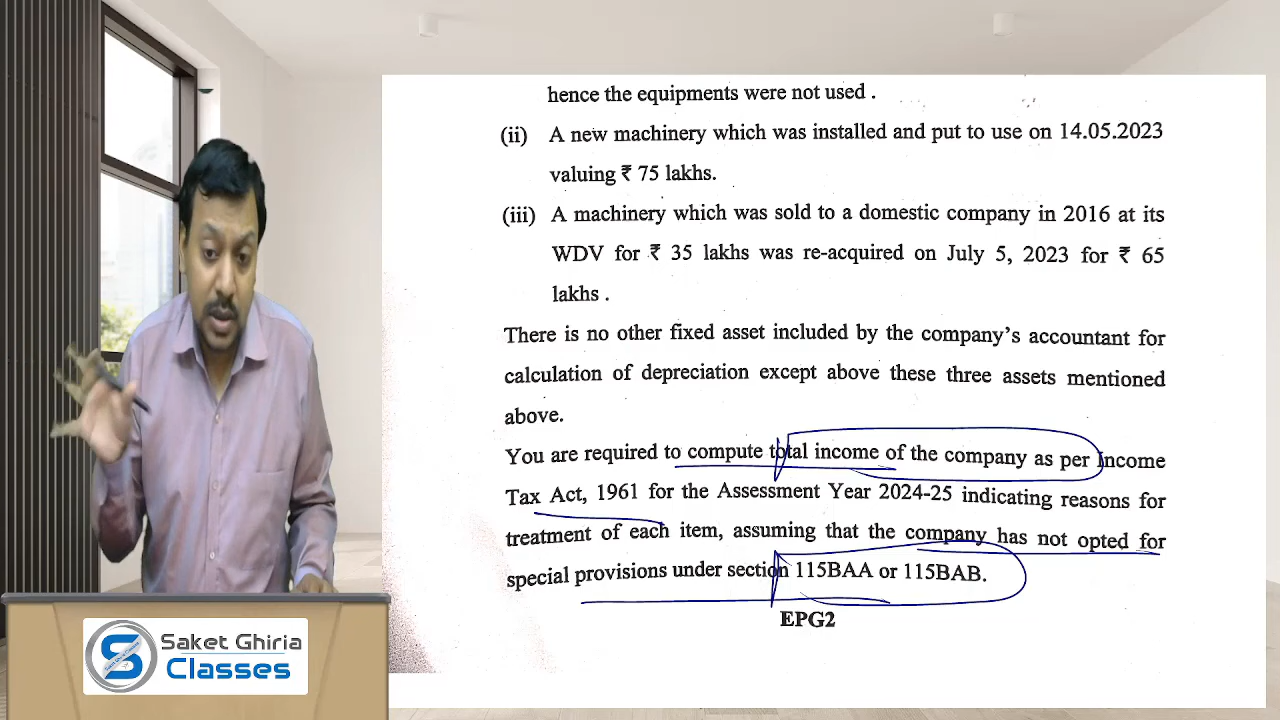 hence the equipments were not used .
(ii) A new machinery which was installed and put to use on 14.05.2023
valuing ₹ 75 lakhs.
(iii) A machinery which was sold to a domestic company in 2016 at its
WDV for ₹ 35 lakhs was re-acquired on July 5, 2023 for ₹ 65
lakhs .
There is no other fixed asset included by the company's accountant for
calculation of depreciation except above these three assets mentioned
above.
You are required to compute total income of the company as per Income
Tax Act, 1961 for the Assessment Year 2024-25 indicating reasons for
treatment of each item, assuming that the company has not opted for
special provisions under section 115BAA or 115BAB.
EPG2
Saket Ghiria
Classes